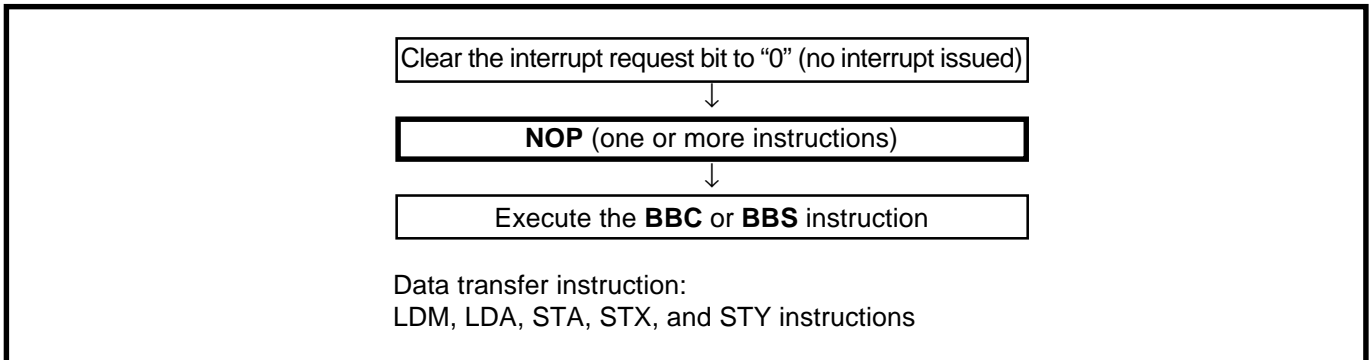 Clear the interrupt request bit to “0” (no interrupt issued)
NOP (one or more instructions)
Execute the BBC or BBS instruction
Data transfer instruction:
LDM, LDA, STA, STX, and STY instructions